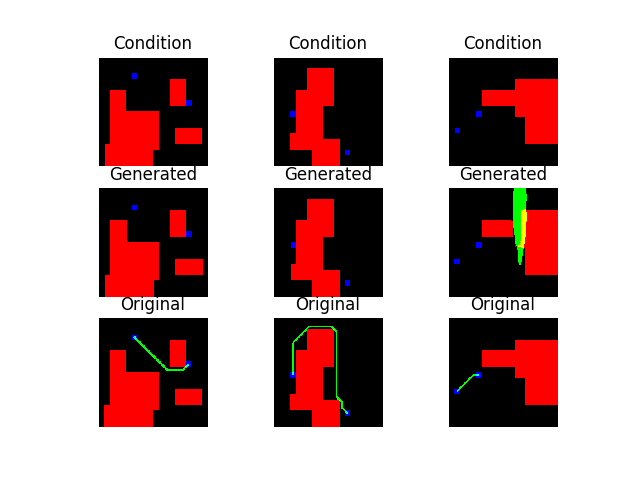 Condition Condition Condition
Generated Generated Generated
Original Original Original